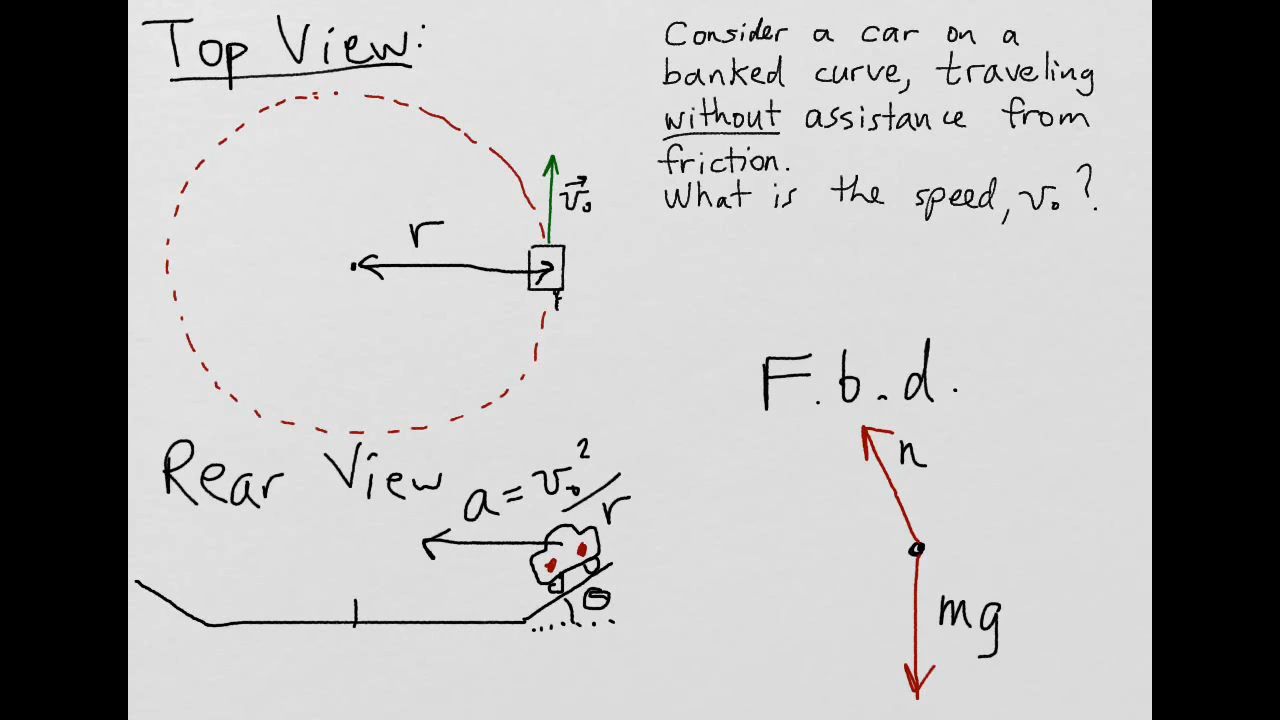 Top View:
Consider a car on a
banked curve, traveling
without assistance from
friction.
What is the speed, v₀?
v⃗₀
r
F.b.d.
n
Rear View
a = v₀²/r
θ
mg